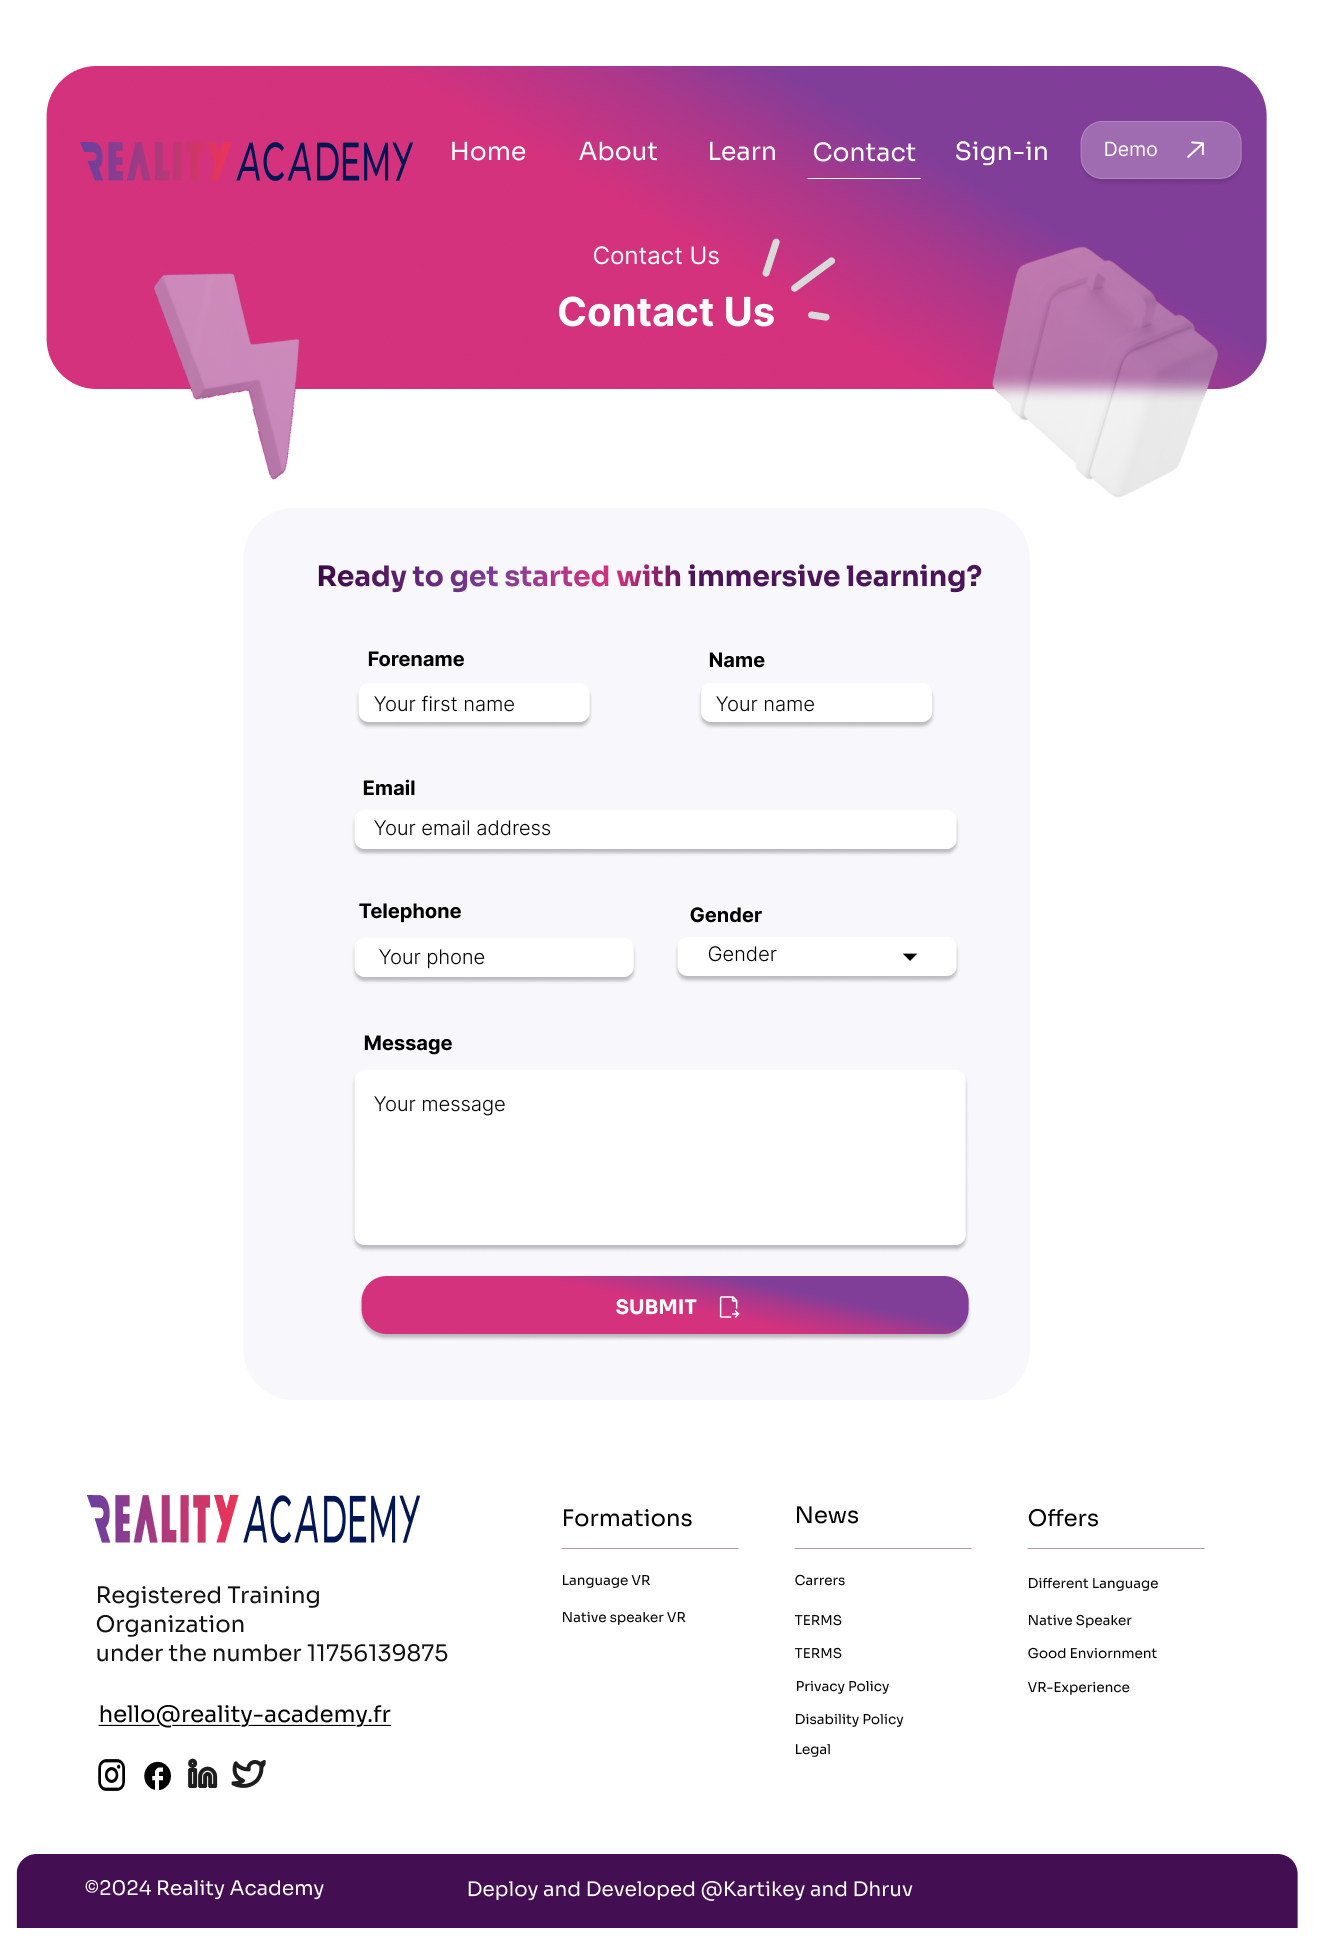 REALITY ACADEMY
Home
About
Learn
Contact
Sign-in
Demo
Contact Us
Contact Us
Ready to get started with immersive learning?
Forename
Name
Your first name
Your name
Email
Your email address
Telephone
Gender
Your phone
Gender
Message
Your message
SUBMIT
REALITY ACADEMY
Registered Training
Organization
under the number 11756139875
hello@reality-academy.fr
Formations
Language VR
Native speaker VR
News
Carrers
TERMS
TERMS
Privacy Policy
Disability Policy
Legal
Offers
Different Language
Native Speaker
Good Enviornment
VR-Experience
©2024 Reality Academy
Deploy and Developed @Kartikey and Dhruv